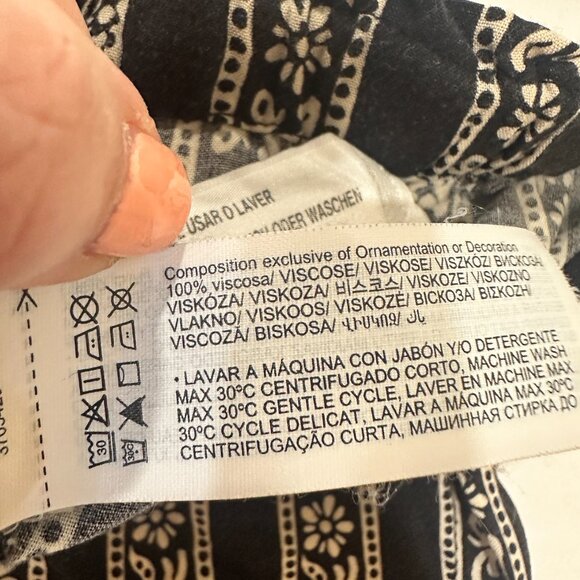 USAR O LAVER
ODER WASCHEN
Composition exclusive of Ornamentation or Decoration
100% viscosa/ VISCOSE/ VISKOSE/ VISZKÓZ/ ВИСКОЗА/
VISKÓZA/ VISKOZA/ 비스코스/ VISKOZE/ VISKOZNO
VLAKNO/ VISKOOS/ VISKOZĖ/ ВІСКОЗА/ ΒΙΣΚΟΖΗ/
VISCOZĂ/ BISKOSA/ ՎԻՍԿՈԶ/
• LAVAR A MÁQUINA CON JABÓN Y/O DETERGENTE
MAX 30ºC CENTRIFUGADO CORTO, MACHINE WASH
MAX 30ºC GENTLE CYCLE, LAVER EN MACHINE MAX
30ºC CYCLE DELICAT, LAVAR A MÁQUINA MAX 30ºC
CENTRIFUGAÇÃO CURTA, МАШИННАЯ СТИРКА ДО
30
30ºC